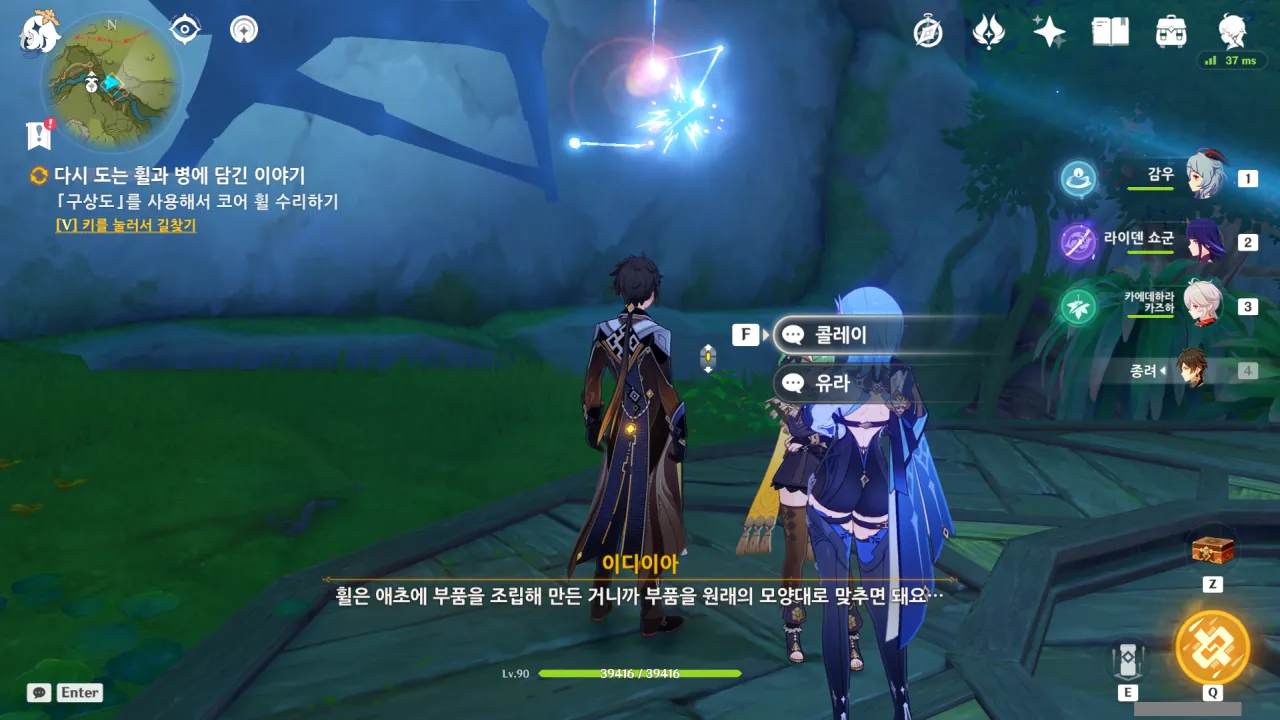 N
37 ms
다시 도는 휠과 병에 담긴 이야기
「구상도」를 사용해서 코어 휠 수리하기
[V] 키를 눌러서 길찾기
감우
1
라이덴 쇼군
2
카에데하라
카즈하
3
종려
4
F
콜레이
유라
이디이아
휠은 애초에 부품을 조립해 만든 거니까 부품을 원래의 모양대로 맞추면 돼요…
Z
Lv.90
39416 / 39416
Enter
E
Q